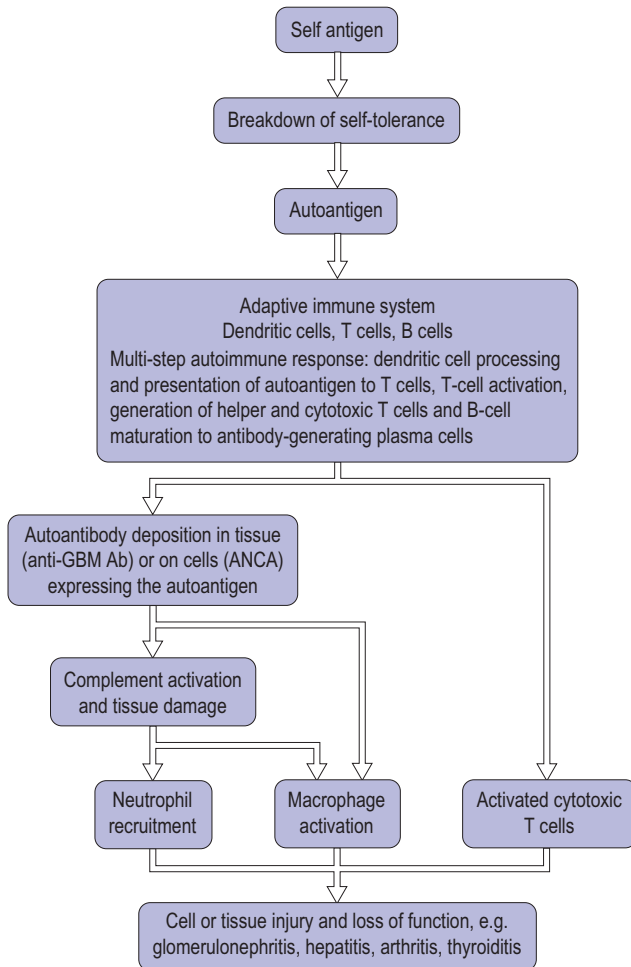 Self antigen
Breakdown of self-tolerance
Autoantigen
Adaptive immune system
Dendritic cells, T cells, B cells
Multi-step autoimmune response: dendritic cell processing
and presentation of autoantigen to T cells, T-cell activation,
generation of helper and cytotoxic T cells and B-cell
maturation to antibody-generating plasma cells
Autoantibody deposition in tissue
(anti-GBM Ab) or on cells (ANCA)
expressing the autoantigen
Complement activation
and tissue damage
Neutrophil
recruitment
Macrophage
activation
Activated cytotoxic
T cells
Cell or tissue injury and loss of function, e.g.
glomerulonephritis, hepatitis, arthritis, thyroiditis